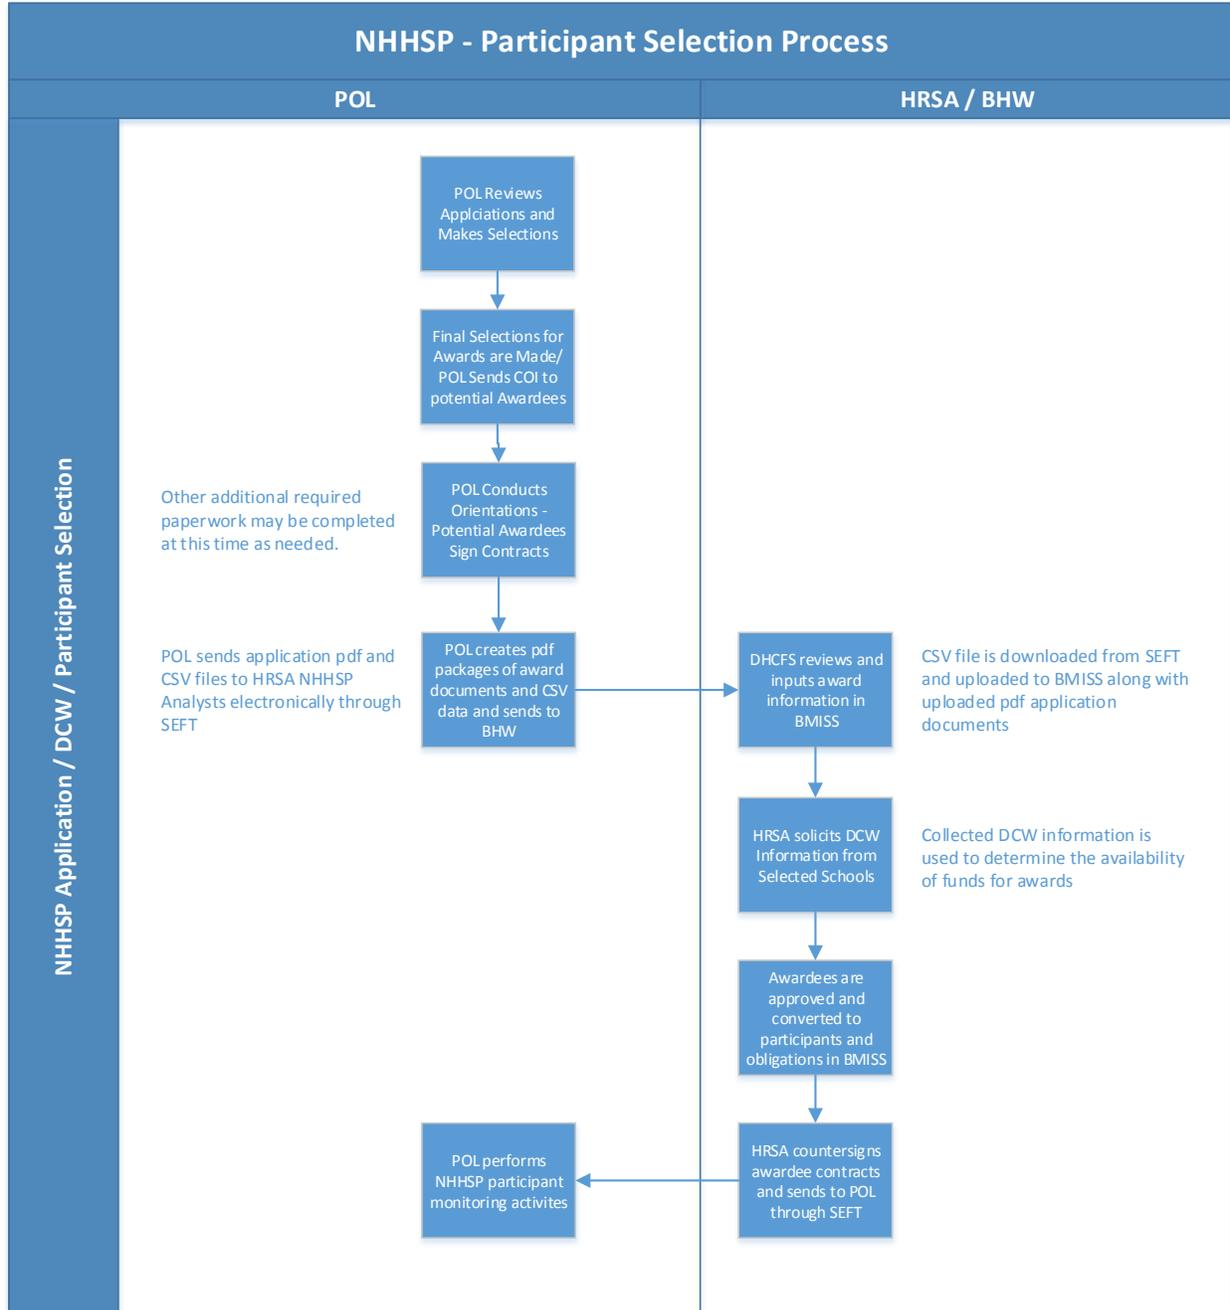 NHHSP - Participant Selection Process
POL
HRSA / BHW
NHHSP Application / DCW / Participant Selection
POL Reviews
Applciations and
Makes Selections
Final Selections for
Awards are Made/
POL Sends COI to
potential Awardees
Other additional required
paperwork may be completed
at this time as needed.
POL Conducts
Orientations -
Potential Awardees
Sign Contracts
POL sends application pdf and
CSV files to HRSA NHHSP
Analysts electronically through
SEFT
POL creates pdf
packages of award
documents and CSV
data and sends to
BHW
DHCFS reviews and
inputs award
information in
BMISS
CSV file is downloaded from SEFT
and uploaded to BMISS along with
uploaded pdf application
documents
HRSA solicits DCW
Information from
Selected Schools
Collected DCW information is
used to determine the availability
of funds for awards
Awardees are
approved and
converted to
participants and
obligations in BMISS
HRSA countersigns
awardee contracts
and sends to POL
through SEFT
POL performs
NHHSP participant
monitoring activites